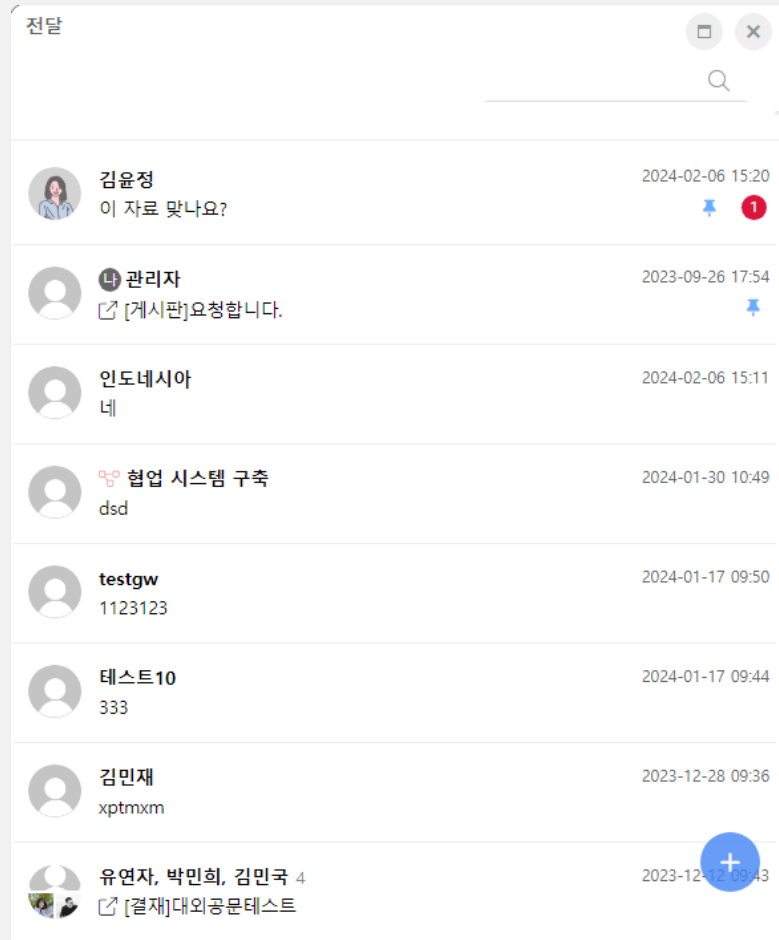 전달
김윤정
2024-02-06 15:20
이 자료 맞나요?
1
나 관리자
2023-09-26 17:54
[게시판]요청합니다.
인도네시아
2024-02-06 15:11
네
협업 시스템 구축
2024-01-30 10:49
dsd
testgw
2024-01-17 09:50
1123123
테스트10
2024-01-17 09:44
333
김민재
2023-12-28 09:36
xptmxm
유연자, 박민희, 김민국 4
2023-12-12 09:43
[결재]대외공문테스트